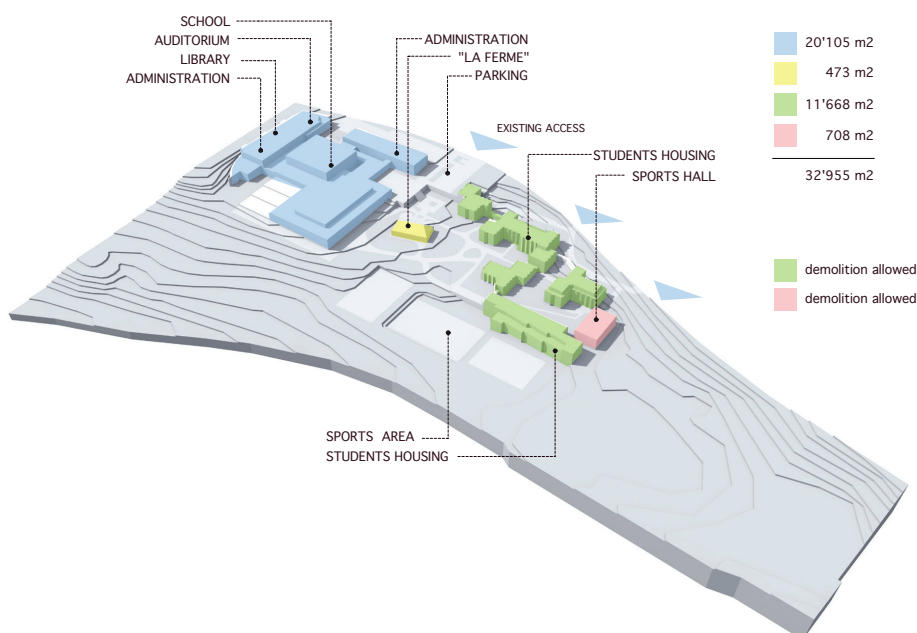 SCHOOL
AUDITORIUM
LIBRARY
ADMINISTRATION
ADMINISTRATION
"LA FERME"
PARKING
EXISTING ACCESS
STUDENTS HOUSING
SPORTS HALL
20'105 m2
473 m2
11'668 m2
708 m2
32'955 m2
demolition allowed
demolition allowed
SPORTS AREA
STUDENTS HOUSING